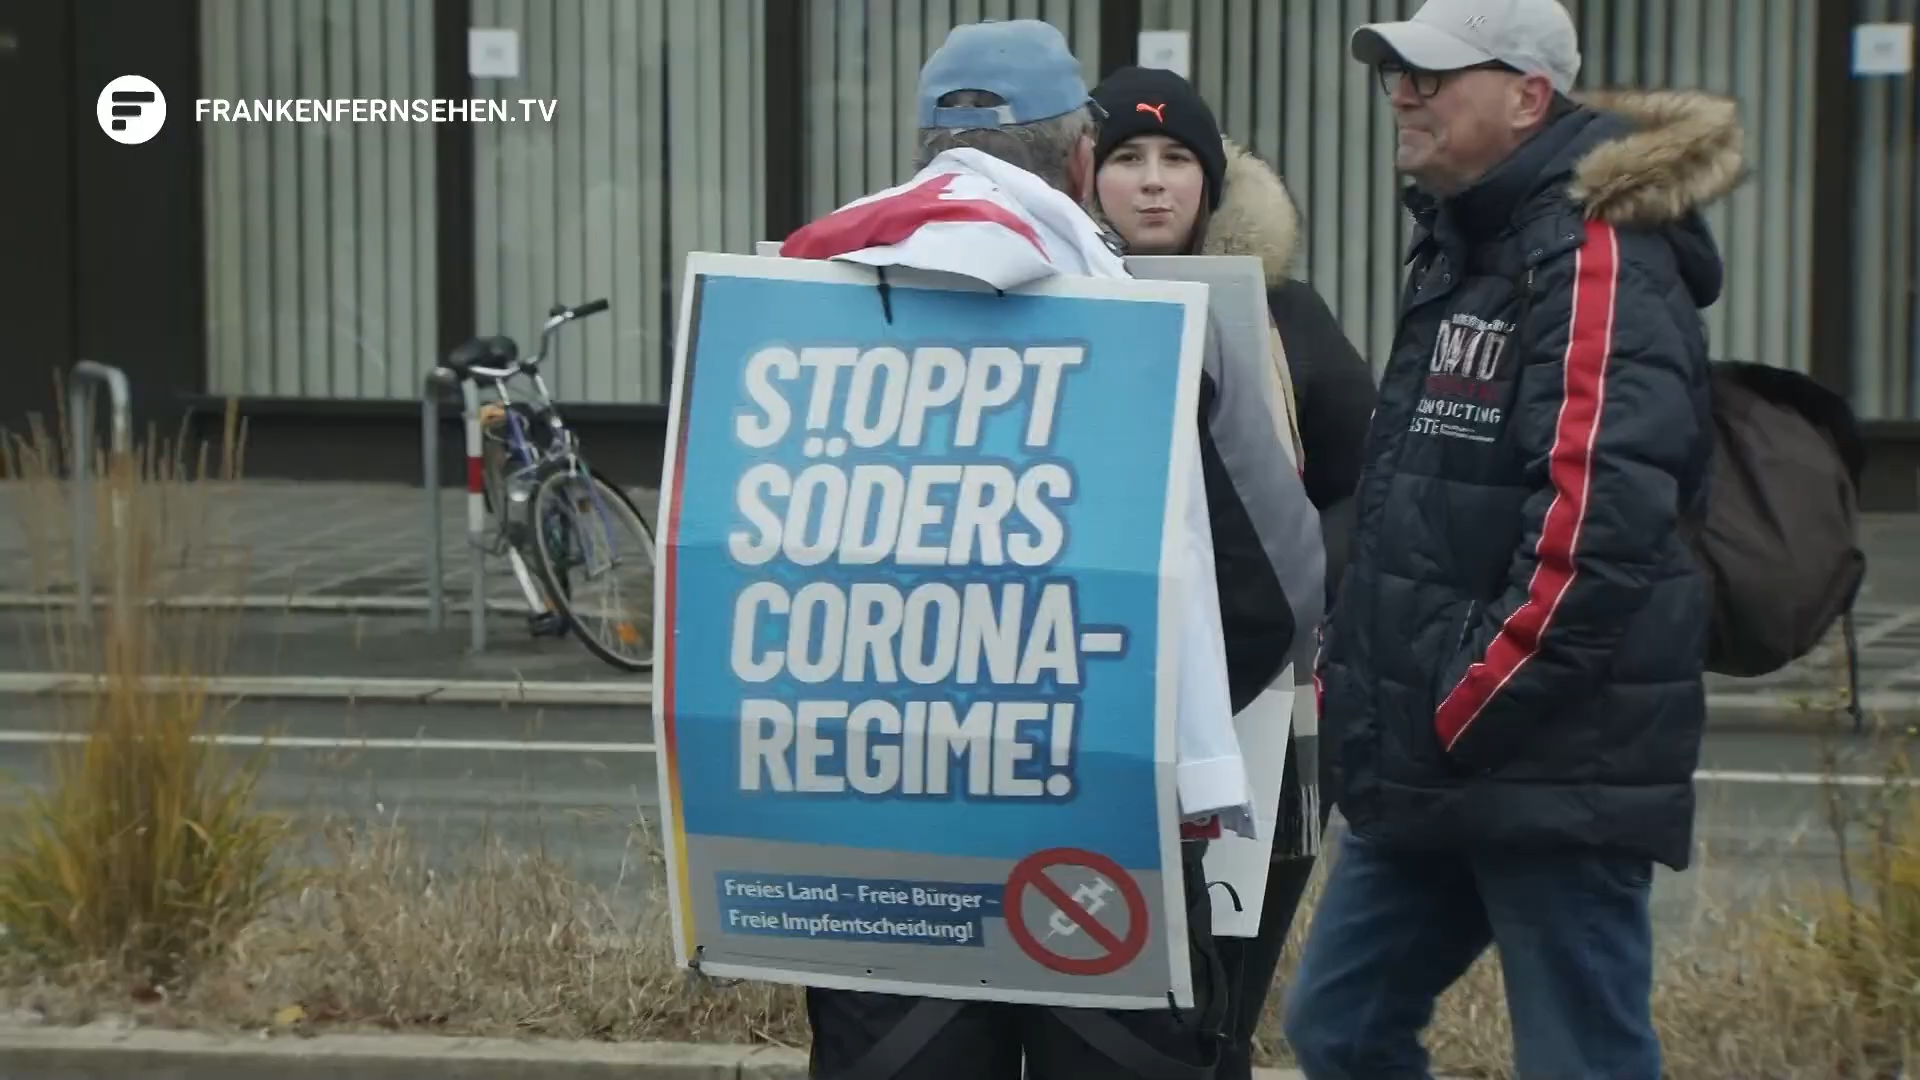 FRANKENFERNSEHEN.TV
STOPPT
SÖDERS
CORONA-
REGIME!
Freies Land – Freie Bürger –
Freie Impfentscheidung!